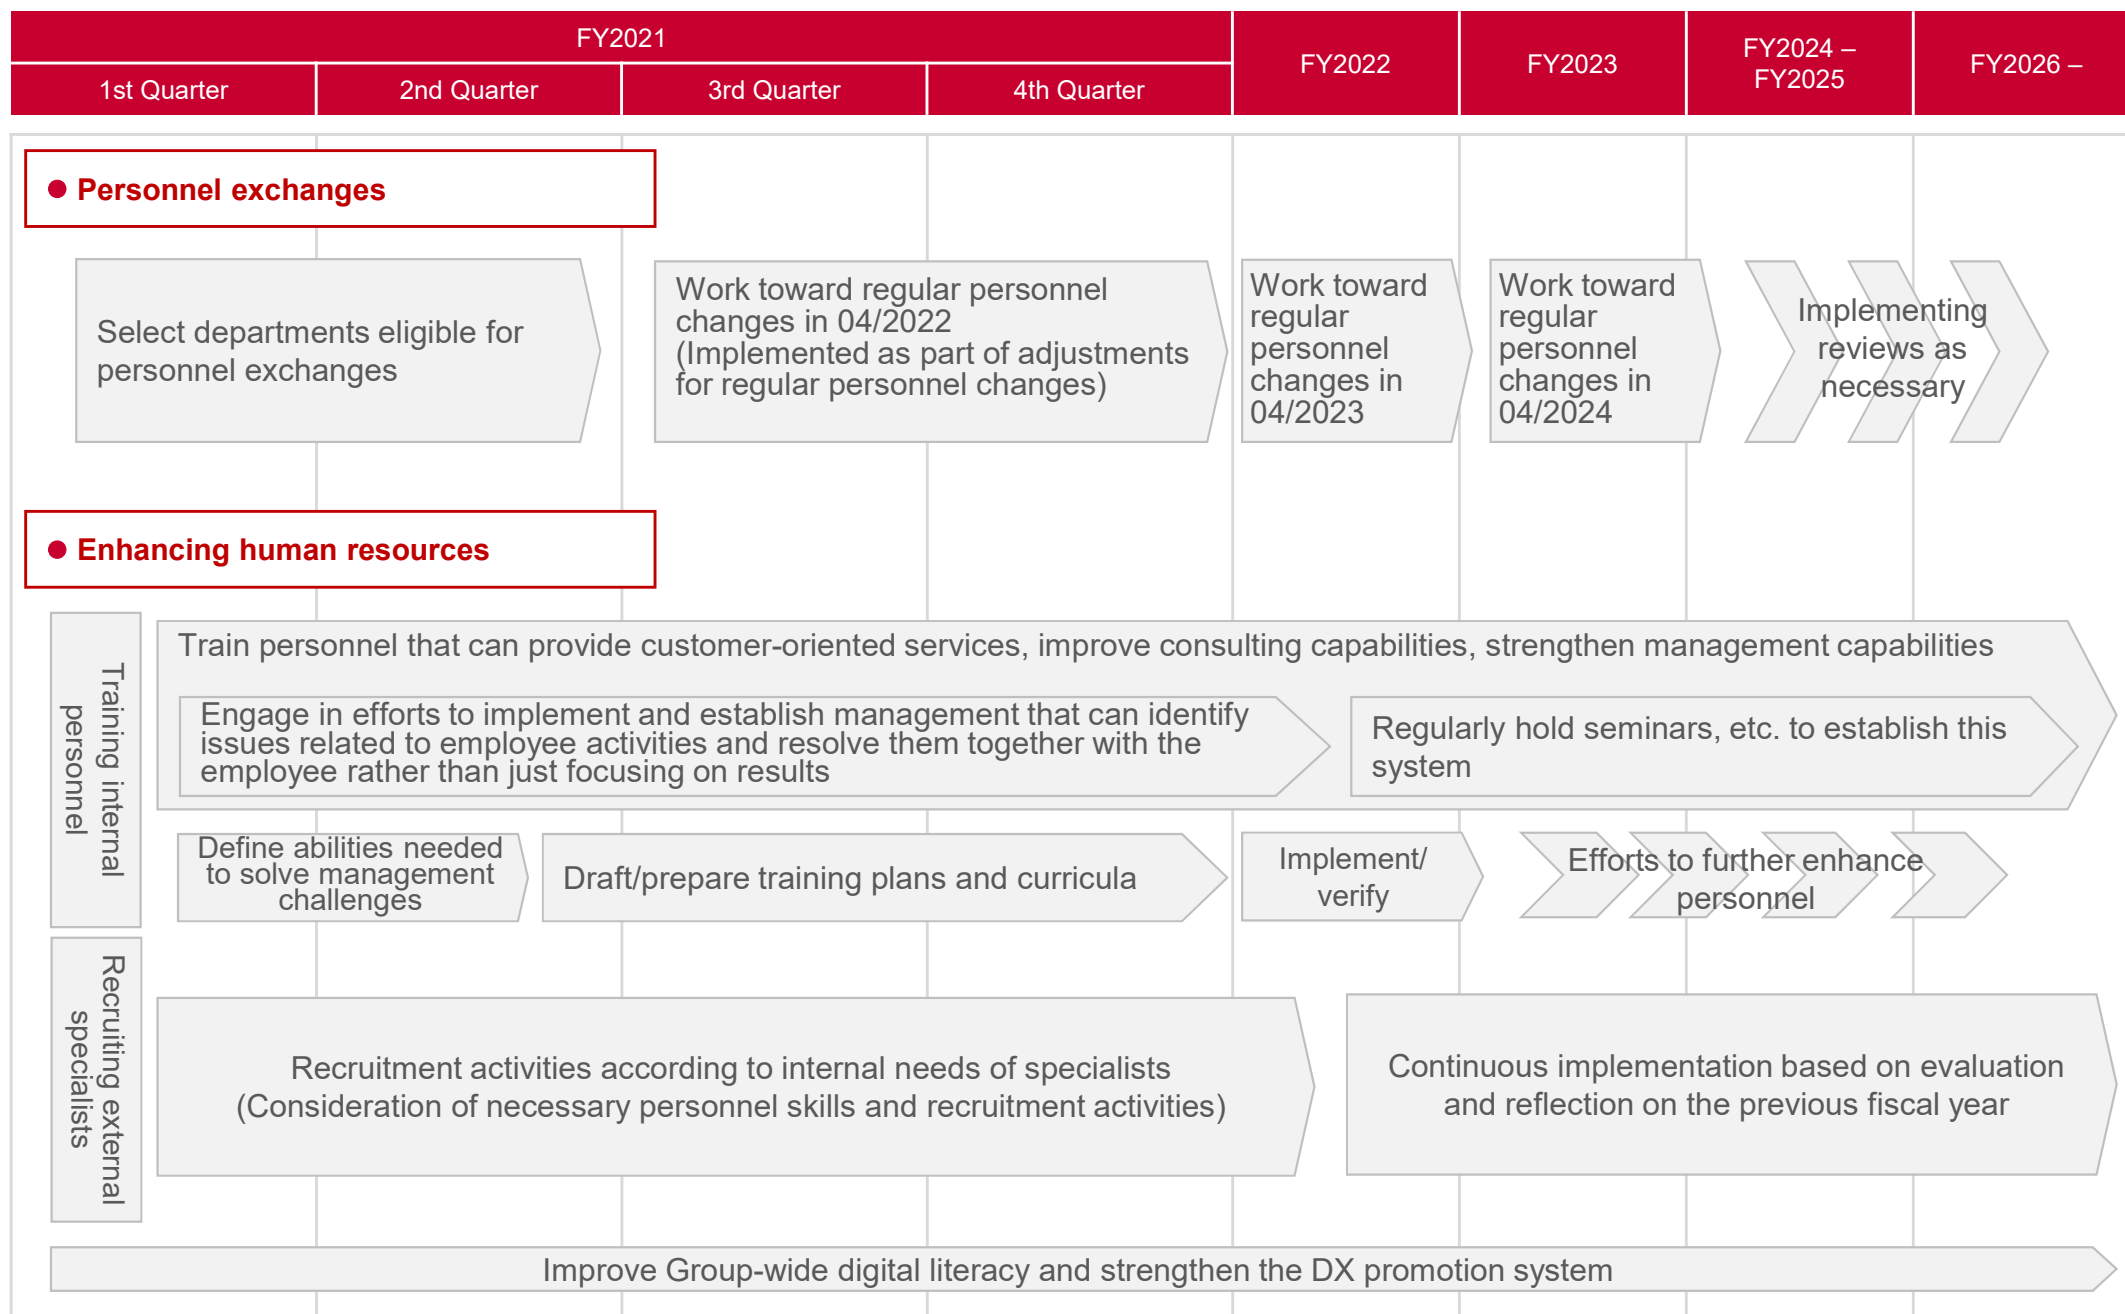 FY2021
FY2022
FY2023
FY2024 –
FY2025
FY2026 –
1st Quarter
2nd Quarter
3rd Quarter
4th Quarter
● Personnel exchanges
Select departments eligible for
personnel exchanges
Work toward regular personnel
changes in 04/2022
(Implemented as part of adjustments
for regular personnel changes)
Work toward
regular
personnel
changes in
04/2023
Work toward
regular
personnel
changes in
04/2024
Implementing
reviews as
necessary
● Enhancing human resources
Training internal
personnel
Train personnel that can provide customer-oriented services, improve consulting capabilities, strengthen management capabilities
Engage in efforts to implement and establish management that can identify
issues related to employee activities and resolve them together with the
employee rather than just focusing on results
Regularly hold seminars, etc. to establish this
system
Define abilities needed
to solve management
challenges
Draft/prepare training plans and curricula
Implement/
verify
Efforts to further enhance
personnel
Recruiting external
specialists
Recruitment activities according to internal needs of specialists
(Consideration of necessary personnel skills and recruitment activities)
Continuous implementation based on evaluation
and reflection on the previous fiscal year
Improve Group-wide digital literacy and strengthen the DX promotion system